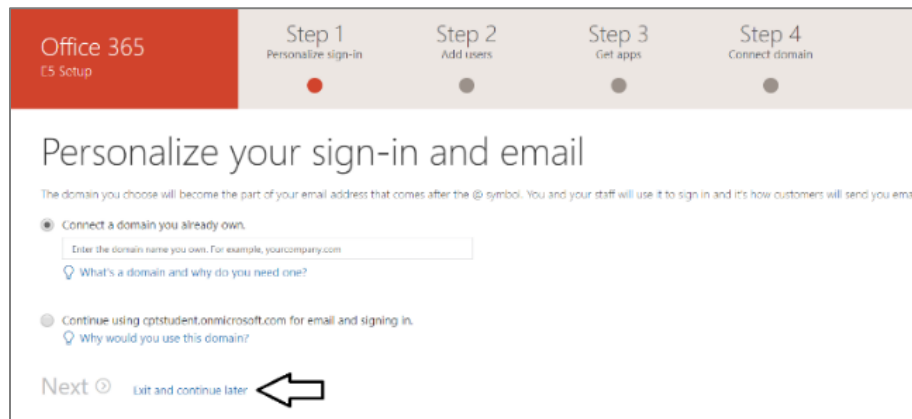 Office 365
E5 Setup
Step 1
Personalize sign-in
Step 2
Add users
Step 3
Get apps
Step 4
Connect domain
Personalize your sign-in and email
The domain you choose will become the part of your email address that comes after the @ symbol. You and your staff will use it to sign in and it's how customers will send you ema
Connect a domain you already own.
Enter the domain name you own. For example, yourcompany.com
What's a domain and why do you need one?
Continue using cptstudent.onmicrosoft.com for email and signing in.
Why would you use this domain?
Next
Exit and continue later